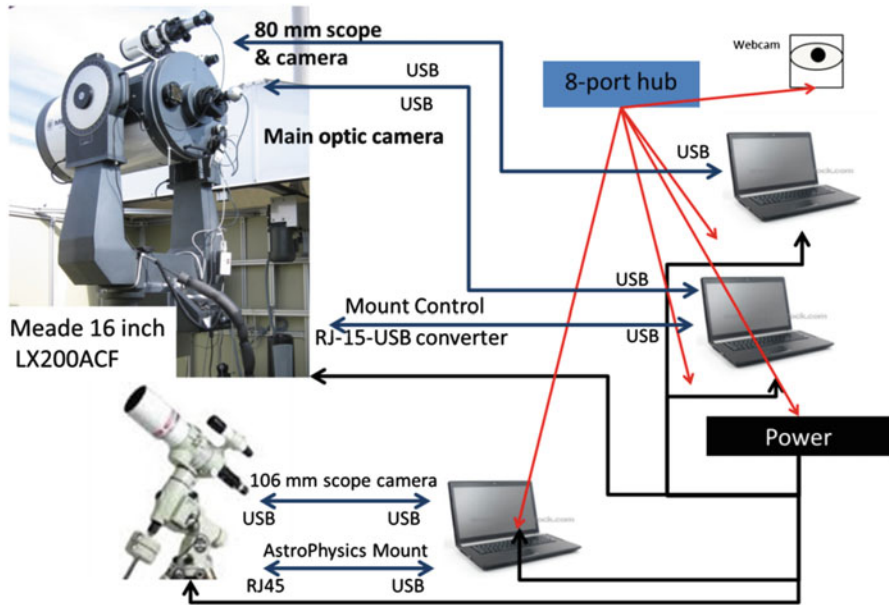 80 mm scope
& camera
USB
USB
Main optic camera
8-port hub
Webcam
USB
USB
Mount Control
RJ-15-USB converter
USB
Meade 16 inch
LX200ACF
Power
106 mm scope camera
USB
USB
AstroPhysics Mount
RJ45
USB